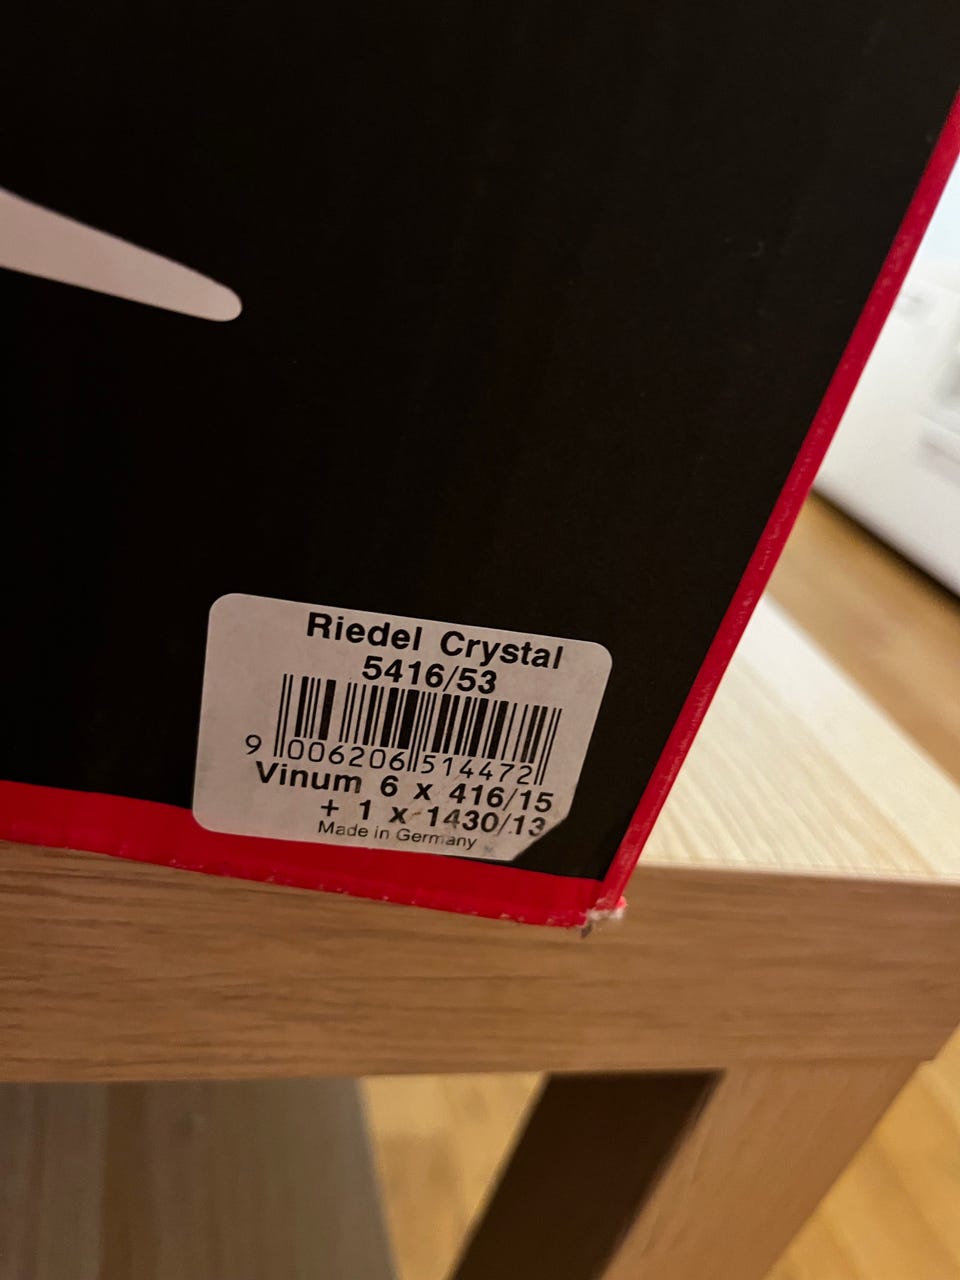 Riedel Crystal
5416/53
9 006206 514472
Vinum 6 x 416/15
+ 1 x 1430/13
Made in Germany